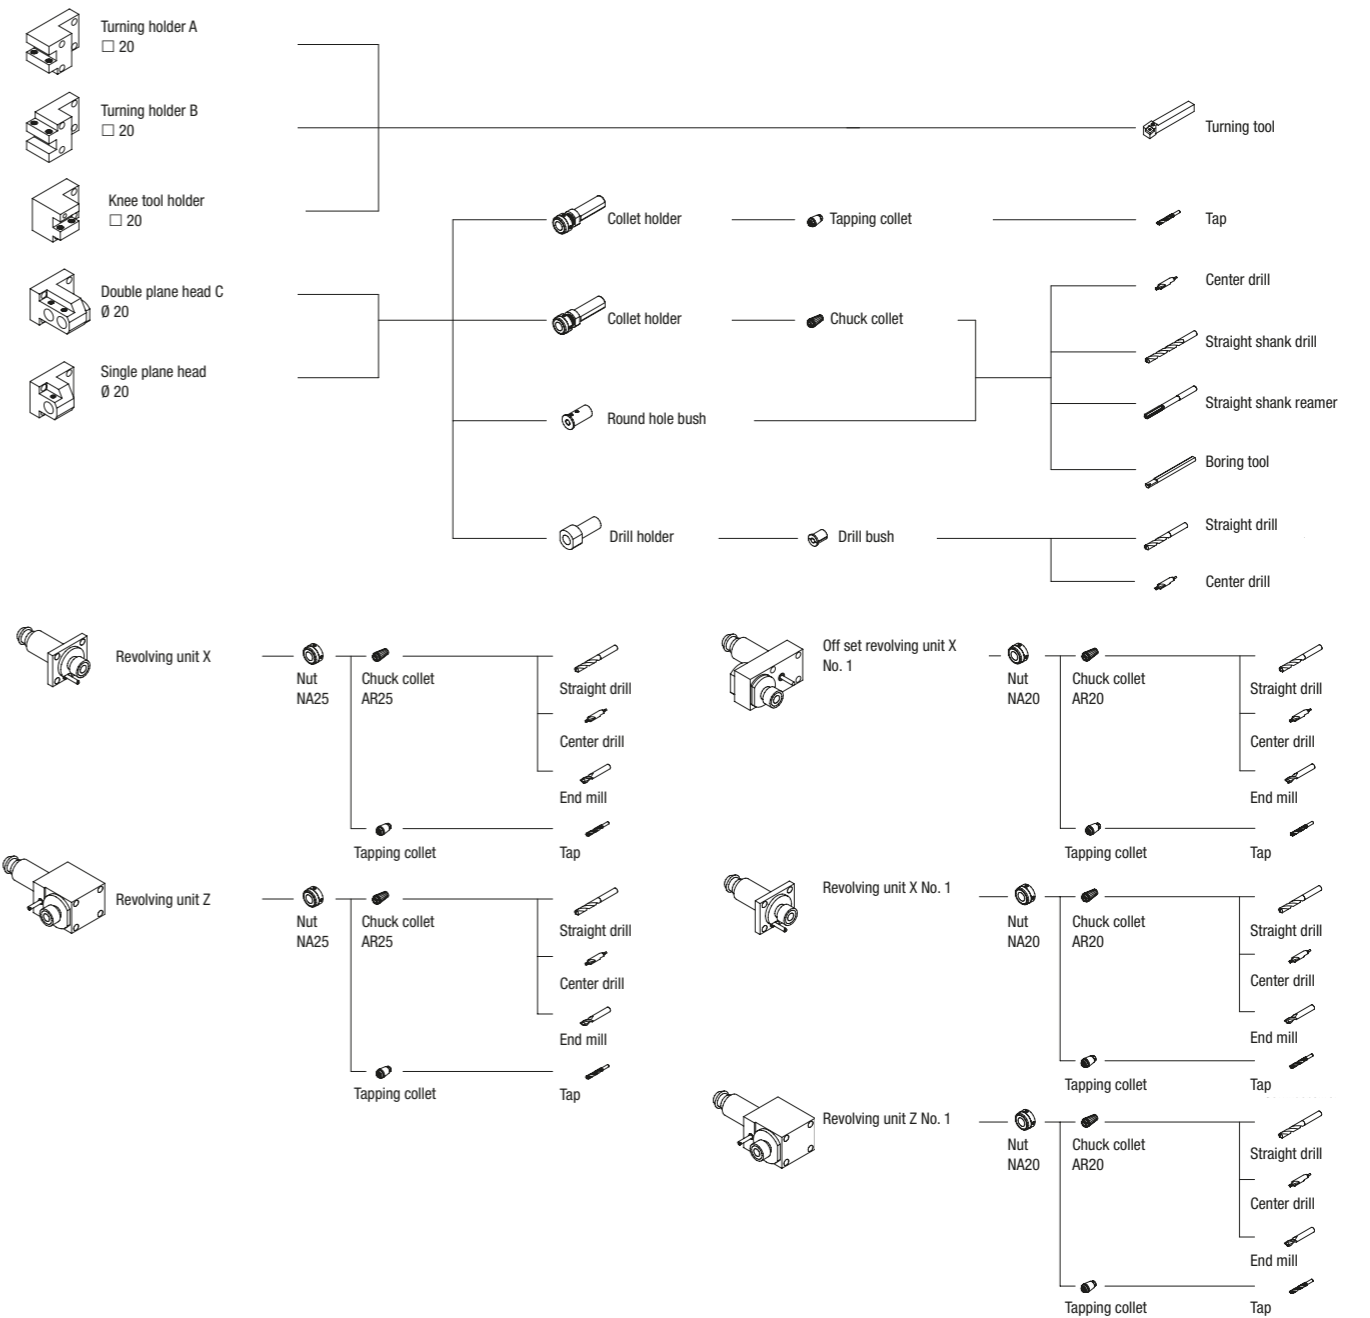 Turning holder A
□ 20
Turning holder B
□ 20
Turning tool
Knee tool holder
□ 20
Collet holder
Tapping collet
Tap
Double plane head C
Ø 20
Center drill
Collet holder
Chuck collet
Straight shank drill
Single plane head
Ø 20
Straight shank reamer
Round hole bush
Boring tool
Drill holder
Drill bush
Straight drill
Center drill
Revolving unit X
Nut
NA25
Chuck collet
AR25
Straight drill
Center drill
End mill
Tapping collet
Tap
Revolving unit Z
Nut
NA25
Chuck collet
AR25
Straight drill
Center drill
End mill
Tapping collet
Tap
Off set revolving unit X
No. 1
Nut
NA20
Chuck collet
AR20
Straight drill
Center drill
End mill
Tapping collet
Tap
Revolving unit X No. 1
Nut
NA20
Chuck collet
AR20
Straight drill
Center drill
End mill
Tapping collet
Tap
Revolving unit Z No. 1
Nut
NA20
Chuck collet
AR20
Straight drill
Center drill
End mill
Tapping collet
Tap